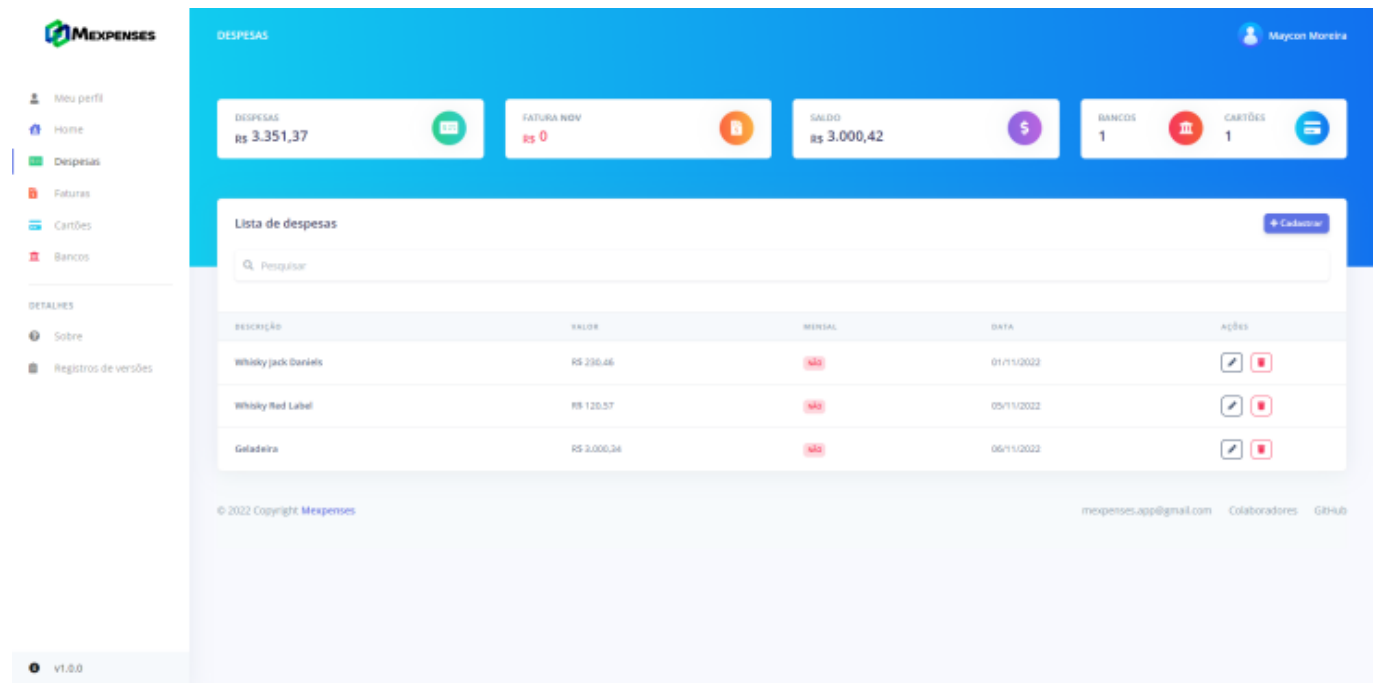 MEXPENSES
DESPESAS
Maycon Moreira
Meu perfil
Home
Despesas
Faturas
Cartões
Bancos
DETALHES
Sobre
Registros de versões
v1.0.0
DESPESAS
R$ 3.351,37
FATURA NOV
R$ 0
SALDO
R$ 3.000,42
BANCOS
1
CARTÕES
1
Lista de despesas
+ Cadastrar
Pesquisar
DESCRIÇÃO VALOR MENSAL DATA AÇÕES
Whisky Jack Daniels R$ 230,46 NÃO 01/11/2022
Whisky Red Label R$ 120,57 NÃO 05/11/2022
Geladeira R$ 3.000,34 NÃO 06/11/2022
© 2022 Copyright Mexpenses
mexpenses.app@gmail.com Colaboradores GitHub